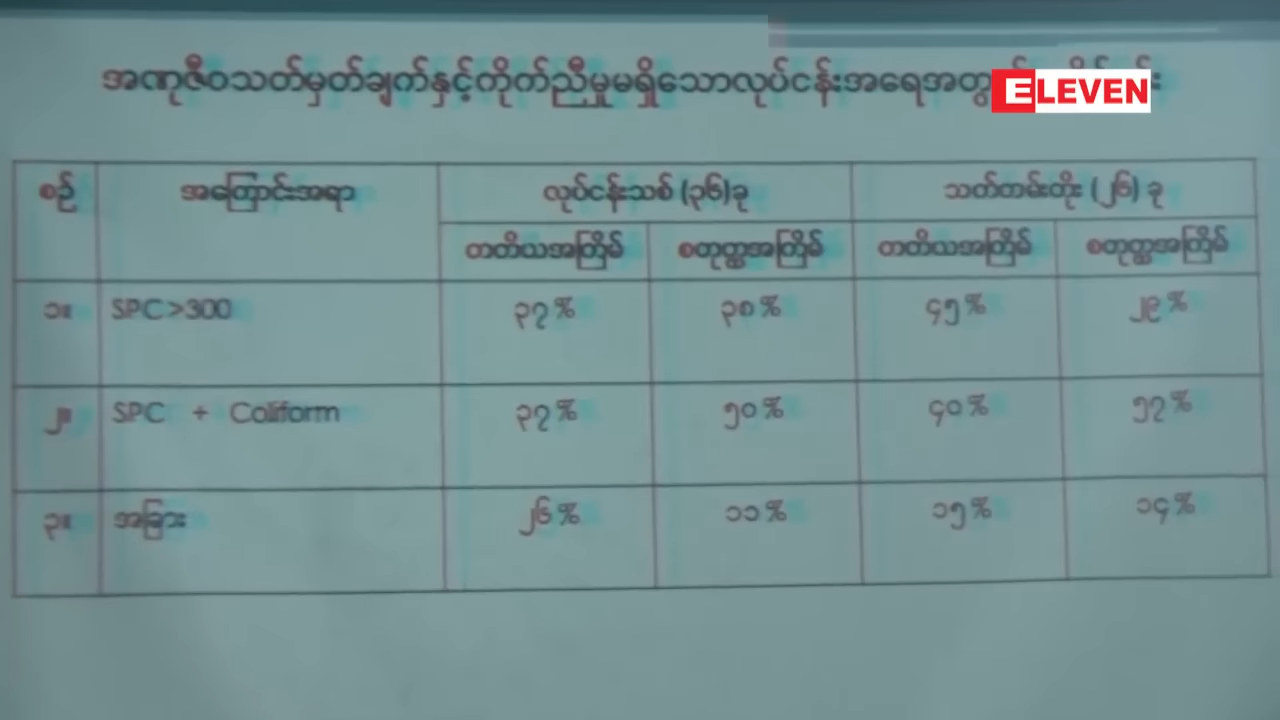 အဏုဇီဝသတ်မှတ်ချက်နှင့်ကိုက်ညီမှုမရှိသောလုပ်ငန်းအရေအတွ
ELEVEN
စဉ် အကြောင်းအရာ လုပ်ငန်းသစ် (၃၆)ခု သတ်တမ်းတိုး (၂၆) ခု
တတိယအကြိမ် စတုတ္ထအကြိမ် တတိယအကြိမ် စတုတ္ထအကြိမ်
၁။ SPC >300 ၃၇% ၃၈% ၄၅% ၂၉%
၂။ SPC + Coliform ၃၇% ၅၀% ၄၀% ၅၇%
၃။ အခြား ၂၆% ၁၁% ၁၅% ၁၄%